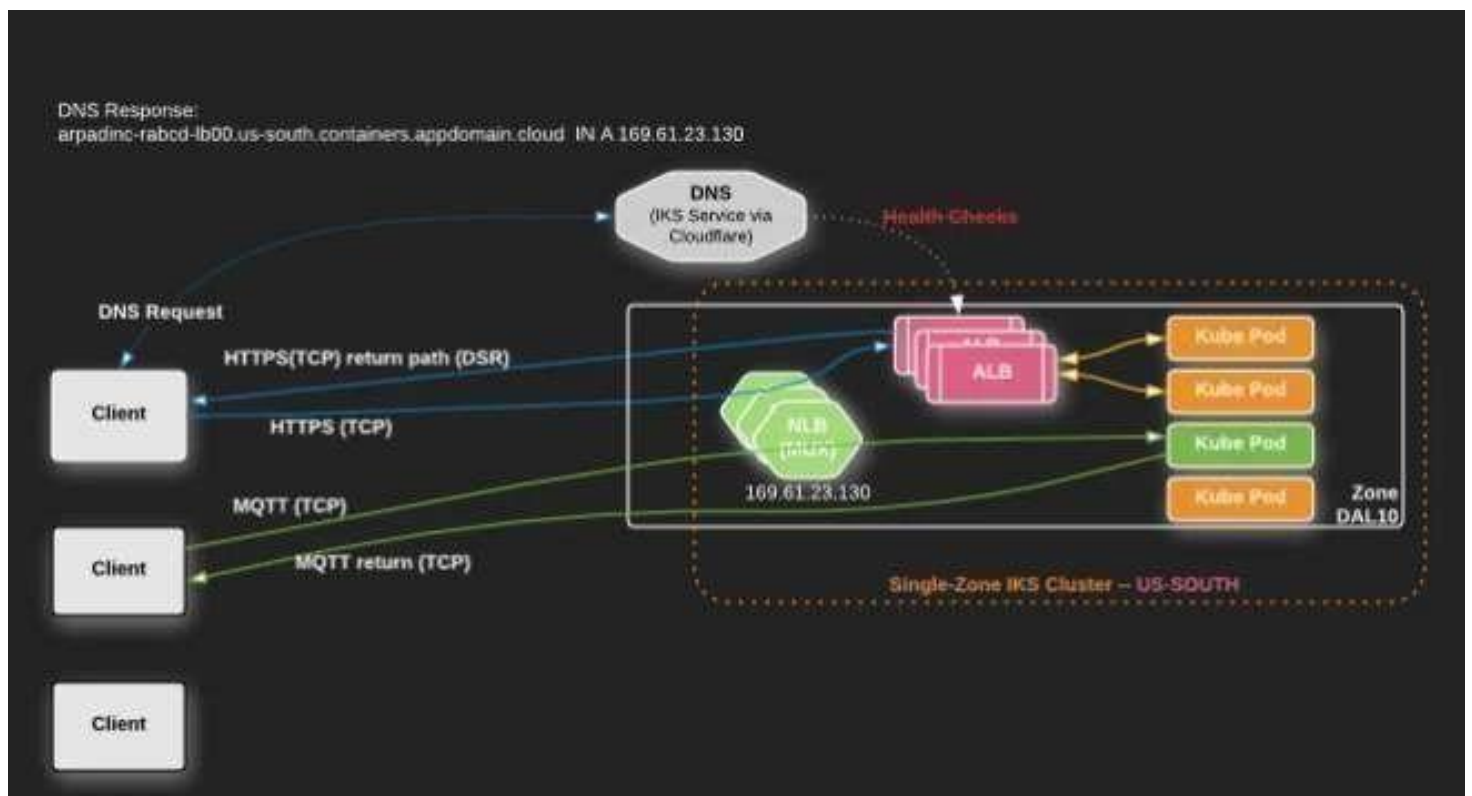 DNS Response:
arpadinc-rabcd-lb00.us-south.containers.appdomain.cloud IN A 169.61.23.130
DNS
(IKS Service via
Cloudflare)
Health Checks
DNS Request
HTTPS(TCP) return path (DSR)
Client
HTTPS (TCP)
ALB
ALB
Kube Pod
Kube Pod
Kube Pod
Kube Pod
NLB
(MUX)
169.61.23.130
Zone
DAL10
MQTT (TCP)
Client
MQTT return (TCP)
Single-Zone IKS Cluster – US-SOUTH
Client